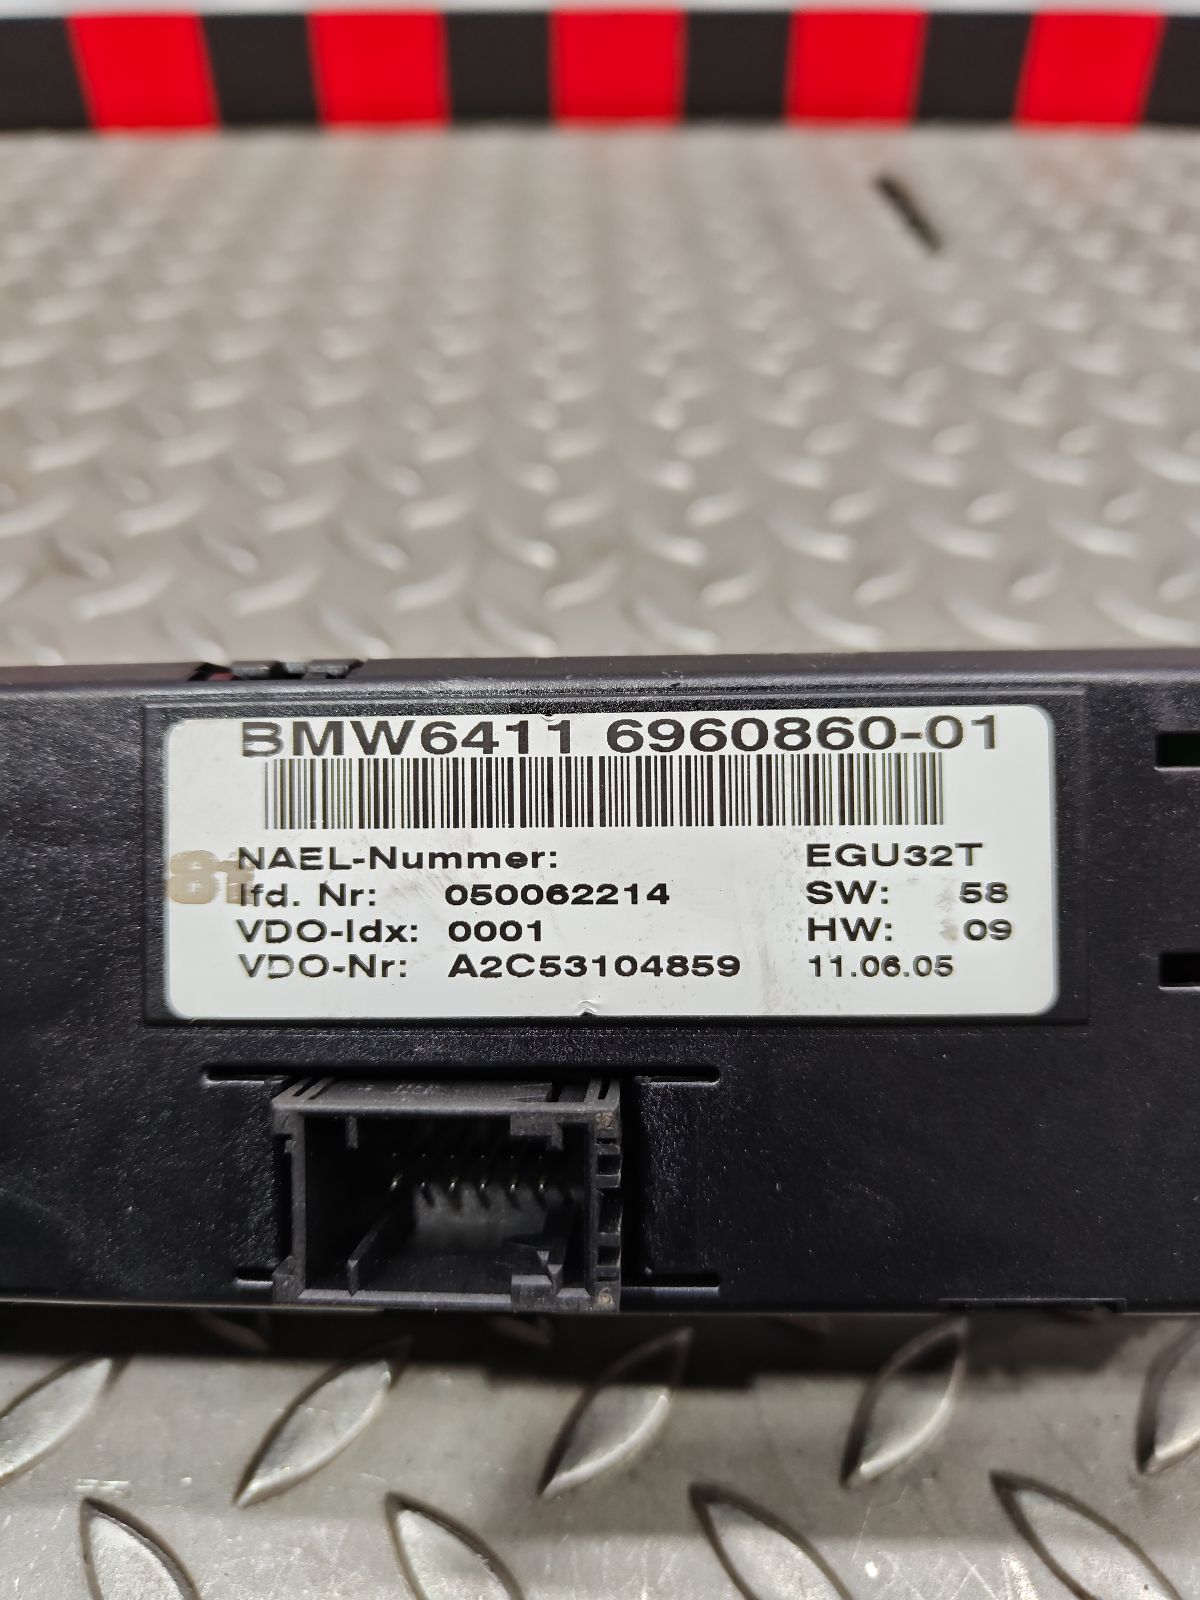 BMW6411 6960860-01
81
NAEL-Nummer: EGU32T
lfd. Nr: 050062214 SW: 58
VDO-Idx: 0001 HW: 09
VDO-Nr: A2C53104859 11.06.05